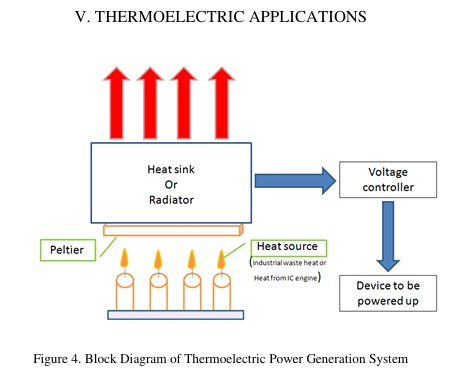 V. THERMOELECTRIC APPLICATIONS
Heat sink
Or
Radiator
Voltage
controller
Peltier
Heat source
(industrial waste heat or
Heat from IC engine)
Device to be
powered up
Figure 4. Block Diagram of Thermoelectric Power Generation System